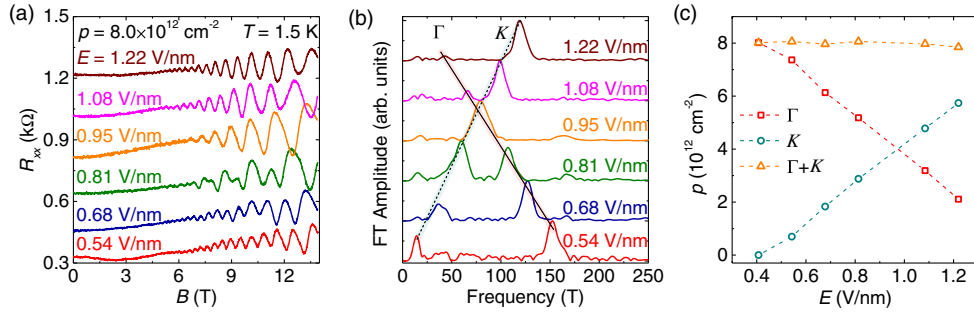 (a)
p = 8.0×10¹² cm⁻² T = 1.5 K
E = 1.22 V/nm
1.08 V/nm
0.95 V/nm
0.81 V/nm
0.68 V/nm
0.54 V/nm
1.5
1.2
0.9
0.6
0.3
Rxx (kΩ)
0 3 6 9 12
B (T)
(b)
Γ K
1.22 V/nm
1.08 V/nm
0.95 V/nm
0.81 V/nm
0.68 V/nm
0.54 V/nm
FT Amplitude (arb. units)
0 50 100 150 200 250
Frequency (T)
(c)
8
6
4
2
0
p (10¹² cm⁻²)
Γ
K
Γ+K
0.4 0.6 0.8 1.0 1.2
E (V/nm)